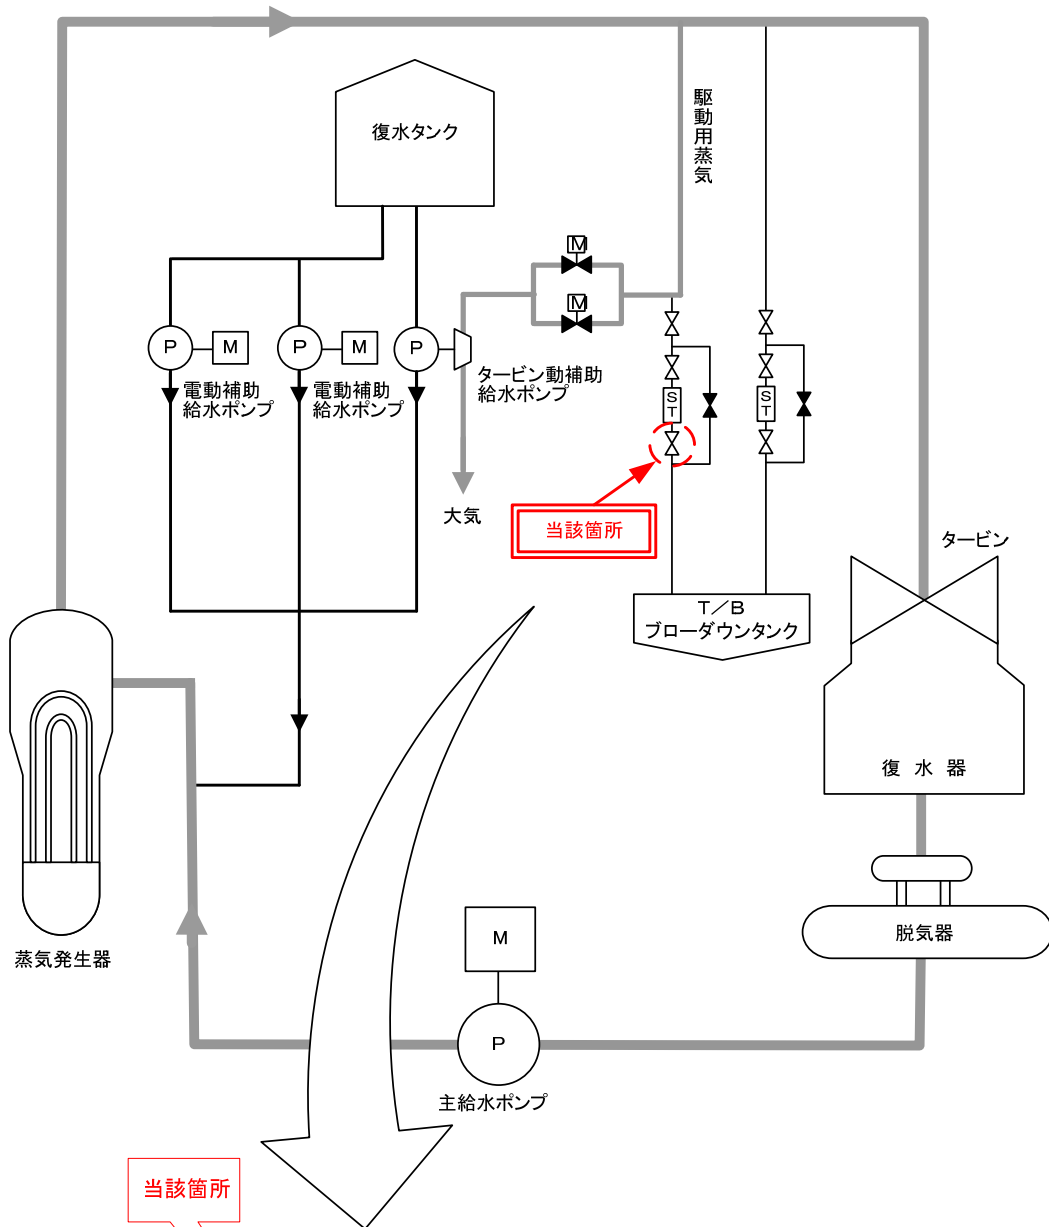 駆動用蒸気
復水タンク
M
M
P
M
P
M
P
電動補助
給水ポンプ
電動補助
給水ポンプ
タービン動補助
給水ポンプ
ST
ST
大気
当該箇所
タービン
T/B
ブローダウンタンク
復水器
蒸気発生器
脱気器
M
P
主給水ポンプ
当該箇所